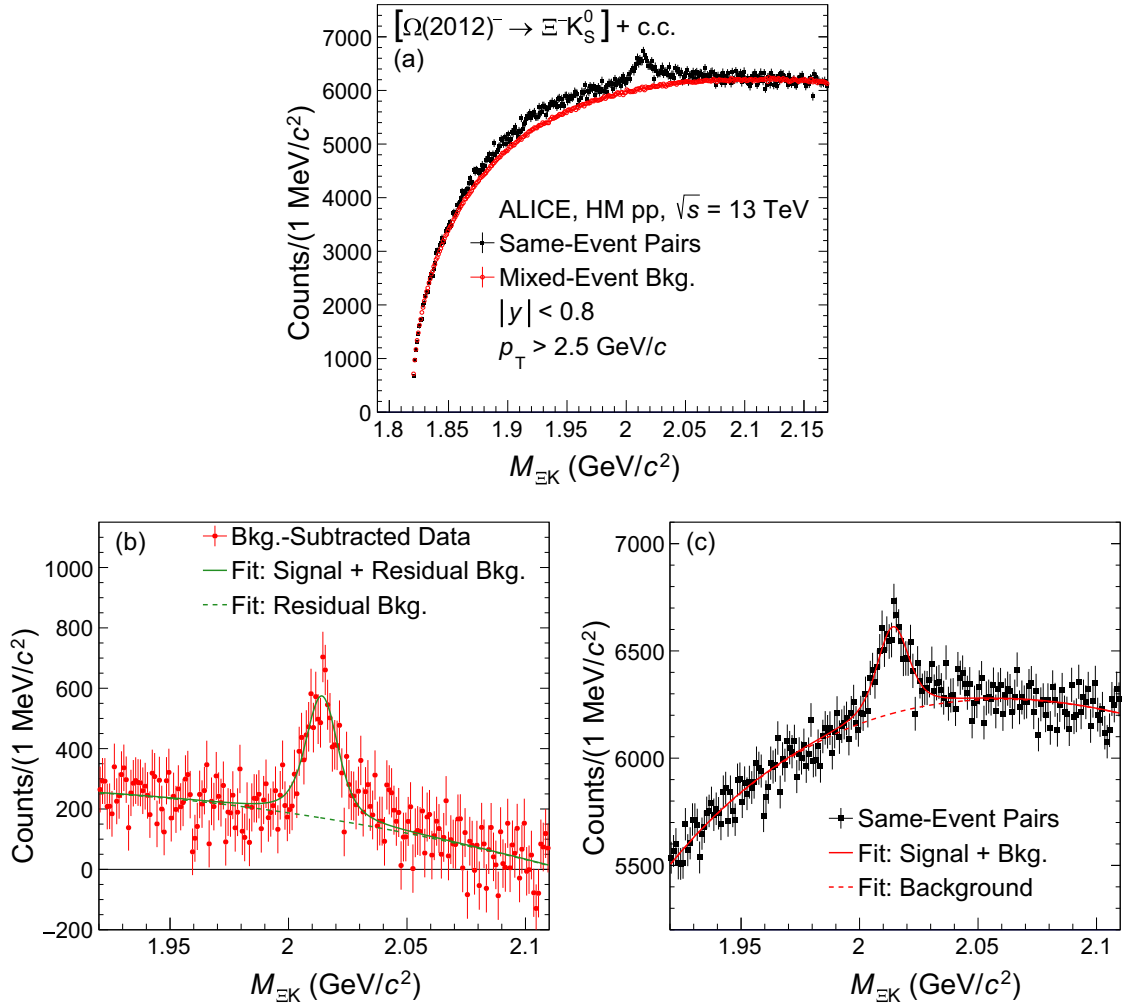 [Ω(2012)⁻ → Ξ⁻K⁰_S] + c.c.
(a)
7000
6000
5000
4000
3000
2000
1000
0
Counts/(1 MeV/c²)
ALICE, HM pp, √s = 13 TeV
Same-Event Pairs
Mixed-Event Bkg.
|y| < 0.8
p_T > 2.5 GeV/c
1.8 1.85 1.9 1.95 2 2.05 2.1 2.15
M_ΞK (GeV/c²)
(b)
Bkg.-Subtracted Data
Fit: Signal + Residual Bkg.
Fit: Residual Bkg.
1000
800
600
400
200
0
−200
Counts/(1 MeV/c²)
1.95 2 2.05 2.1
M_ΞK (GeV/c²)
(c)
7000
6500
6000
5500
Counts/(1 MeV/c²)
Same-Event Pairs
Fit: Signal + Bkg.
Fit: Background
1.95 2 2.05 2.1
M_ΞK (GeV/c²)